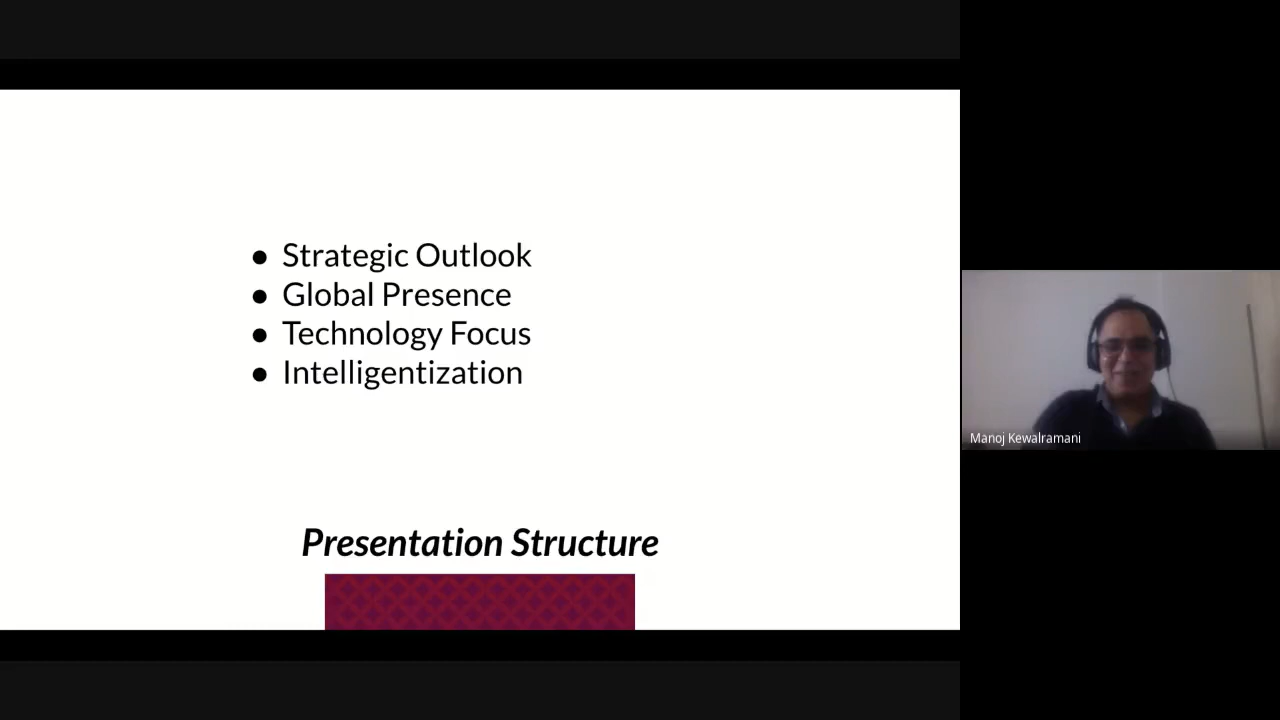 ● Strategic Outlook
● Global Presence
● Technology Focus
● Intelligentization
Presentation Structure
Manoj Kewalramani